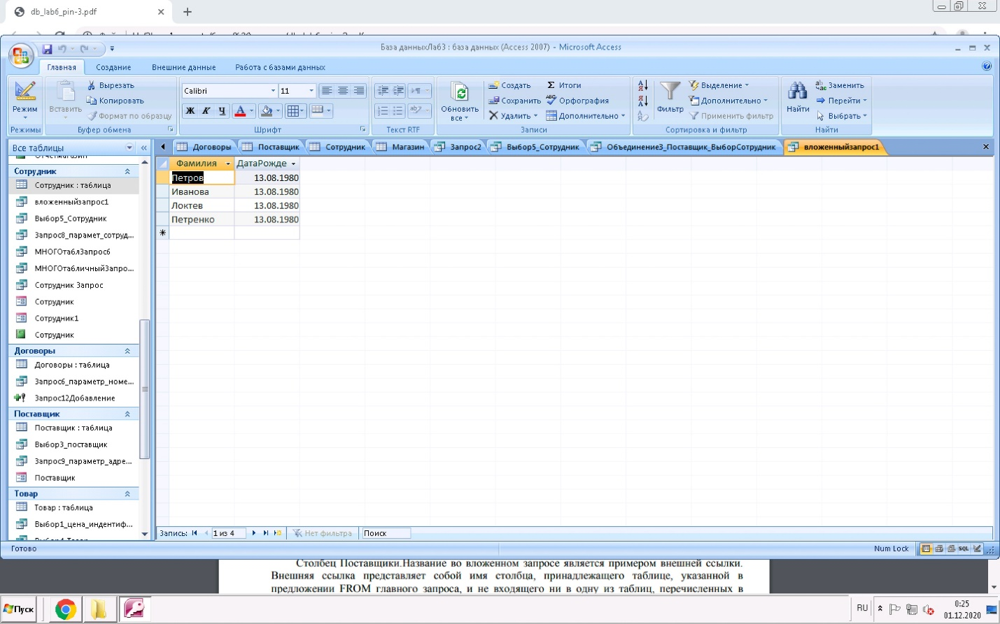 db_lab6_pin-3.pdf
База данныхЛаб3 : база данных (Access 2007) - Microsoft Access
Главная Создание Внешние данные Работа с базами данных
Режим
Режимы
Вставить
Вырезать
Копировать
Формат по образцу
Буфер обмена
Calibri 11
Ж К Ч
Шрифт
Текст RTF
Обновить все
Создать
Сохранить
Удалить
Итоги
Орфография
Дополнительно
Записи
Фильтр
Выделение
Дополнительно
Применить фильтр
Сортировка и фильтр
Найти
Заменить
Перейти
Выбрать
Найти
Все таблицы
Договоры Поставщик Сотрудник Магазин Запрос2 Выбор5_Сотрудник Объединение3_Поставщик_ВыборСотрудник вложенныйзапрос1
Сотрудник
Сотрудник : таблица
вложенныйзапрос1
Выбор5_Сотрудник
Запрос8_парамет_сотруд...
МНОГОтаблЗапрос6
МНОГОтабличныйЗапро...
Сотрудник Запрос
Сотрудник
Сотрудник1
Сотрудник
Договоры
Договоры : таблица
Запрос6_параметр_номе...
Запрос12Добавление
Поставщик
Поставщик : таблица
Выбор3_поставщик
Запрос9_параметр_адре...
Поставщик
Товар
Товар : таблица
Выбор1_цена_индентиф...
Фамилия ДатаРожде
Петров 13.08.1980
Иванова 13.08.1980
Локтев 13.08.1980
Петренко 13.08.1980
Запись: 1 из 4 Нет фильтра Поиск
Готово Num Lock SQL
Столбец Поставщики.Название во вложенном запросе является примером внешней ссылки.
Внешняя ссылка представляет собой имя столбца, принадлежащего таблице, указанной в
предложении FROM главного запроса, и не входящего ни в одну из таблиц, перечисленных в
Пуск RU 0:25
01.12.2020